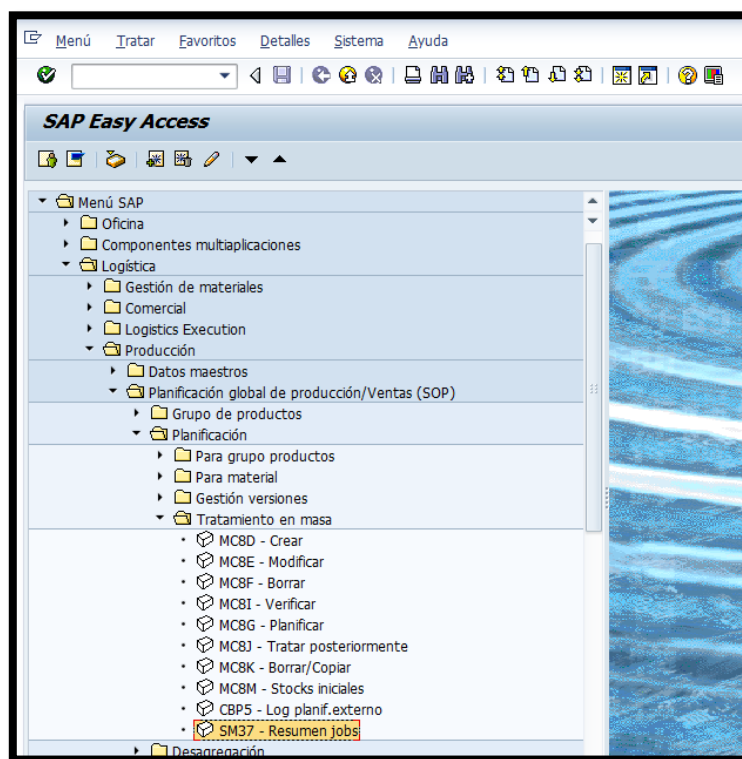 Menú Tratar Favoritos Detalles Sistema Ayuda
SAP Easy Access
Menú SAP
Oficina
Componentes multiaplicaciones
Logística
Gestión de materiales
Comercial
Logistics Execution
Producción
Datos maestros
Planificación global de producción/Ventas (SOP)
Grupo de productos
Planificación
Para grupo productos
Para material
Gestión versiones
Tratamiento en masa
MC8D - Crear
MC8E - Modificar
MC8F - Borrar
MC8I - Verificar
MC8G - Planificar
MC8J - Tratar posteriormente
MC8K - Borrar/Copiar
MC8M - Stocks iniciales
CBP5 - Log planif.externo
SM37 - Resumen jobs
Desagregación